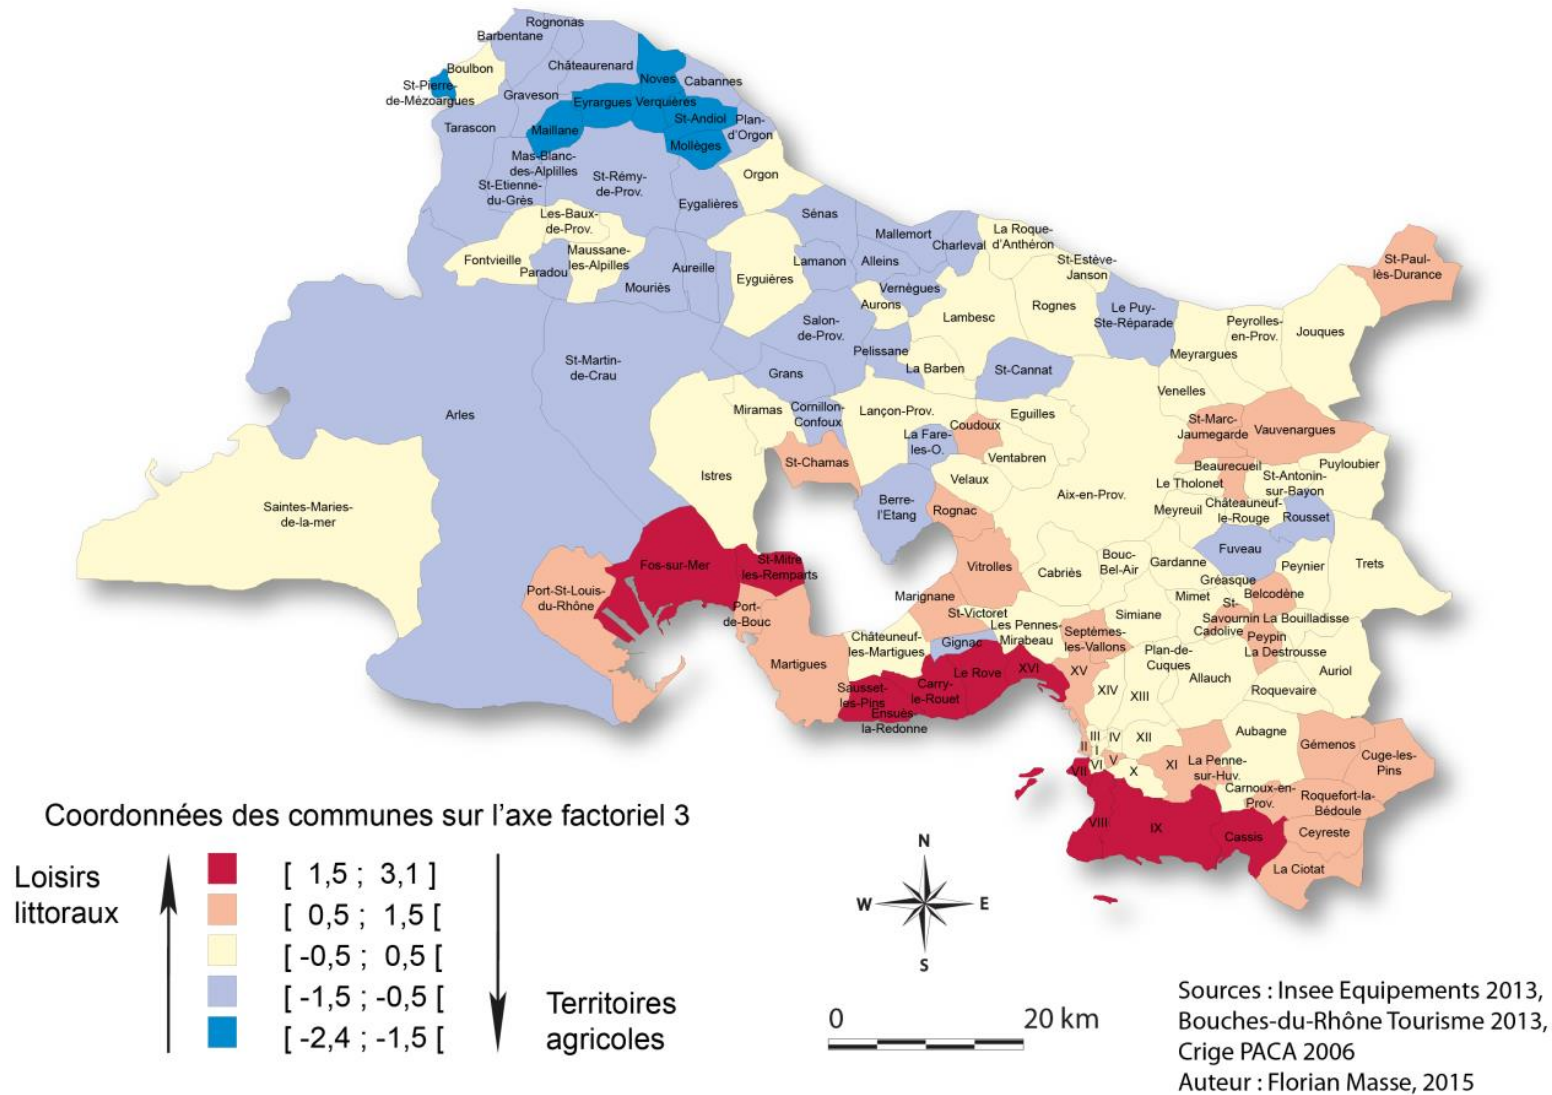 Rognonas
Barbentane
Boulbon
Châteaurenard
St-Pierre-
de-Mézoargues
Noves
Cabannes
Graveson
Eyrargues
Verquières
Tarascon
Maillane
St-Andiol
Plan-
d'Orgon
Mollèges
Mas-Blanc-
des-Alplilles
St-Etienne-
du-Grès
St-Rémy-
de-Prov.
Orgon
Eygalières
Les-Baux-
de-Prov.
Sénas
Mallemort
La Roque-
d'Anthéron
Charleval
Fontvieille
Maussane-
les-Alpilles
Paradou
Aureille
Mouriès
Eyguières
Lamanon
Alleins
St-Estève-
Janson
St-Paul-
lès-Durance
Vernègues
Aurons
Lambesc
Rognes
Le Puy-
Ste-Réparade
Peyrolles-
en-Prov.
Jouques
Salon-
de-Prov.
Pelissane
Meyrargues
St-Martin-
de-Crau
Grans
La Barben
St-Cannat
Venelles
Arles
Miramas
Cornillon-
Confoux
Lançon-Prov.
Eguilles
Coudoux
La Fare-
les-O.
St-Marc-
Jaumegarde
Vauvenargues
St-Chamas
Ventabren
Istres
Velaux
Aix-en-Prov.
Beaurecueil
Puyloubier
Le Tholonet
St-Antonin-
sur-Bayon
Saintes-Maries-
de-la-mer
Berre-
l'Etang
Rognac
Meyreuil
Châteauneuf-
le-Rouge
Rousset
Fuveau
Fos-sur-Mer
St-Mitre
les-Remparts
Vitrolles
Cabriès
Bouc-
Bel-Air
Gardanne
Peynier
Trets
Gréasque
Port-St-Louis-
du-Rhône
Port-
de-Bouc
Marignane
St-Victoret
Mimet
Belcodène
Simiane
St-
Savournin
La Bouilladisse
Cadolive
Châteuneuf-
les-Martigues
Gignac
Les Pennes-
Mirabeau
Septèmes-
les-Vallons
Peypin
La Destrousse
Plan-de-
Cuques
Martigues
Le Rove
XVI
XV
Allauch
Auriol
Sausset-
les-Pins
Carry-
le-Rouet
XIV
XIII
Roquevaire
Ensuès-
la-Redonne
III
IV
XII
Aubagne
II
I
Gémenos
Cuge-les-
Pins
VII
VI
V
X
XI
La Penne-
sur-Huv.
Carnoux-en-
Prov.
Roquefort-la-
Bédoule
VIII
IX
Cassis
Ceyreste
La Ciotat
Coordonnées des communes sur l'axe factoriel 3
Loisirs
littoraux
[ 1,5 ; 3,1 ]
[ 0,5 ; 1,5 [
[ -0,5 ; 0,5 [
[ -1,5 ; -0,5 [
[ -2,4 ; -1,5 [
Territoires
agricoles
N
W
E
S
0
20 km
Sources : Insee Equipements 2013,
Bouches-du-Rhône Tourisme 2013,
Crige PACA 2006
Auteur : Florian Masse, 2015